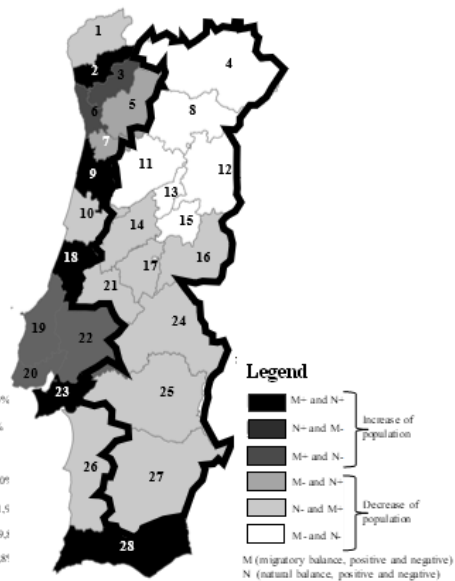 1
2
3
4
5
6
7
8
9
10
11
12
13
14
15
16
17
18
19
20
21
22
23
24
25
26
27
28
Legend
M+ and N+
N+ and M-
M+ and N-
Increase of
population
M- and N+
N- and M+
M- and N-
Decrease of
population
M (migratory balance, positive and negative)
N (natural balance, positive and negative)